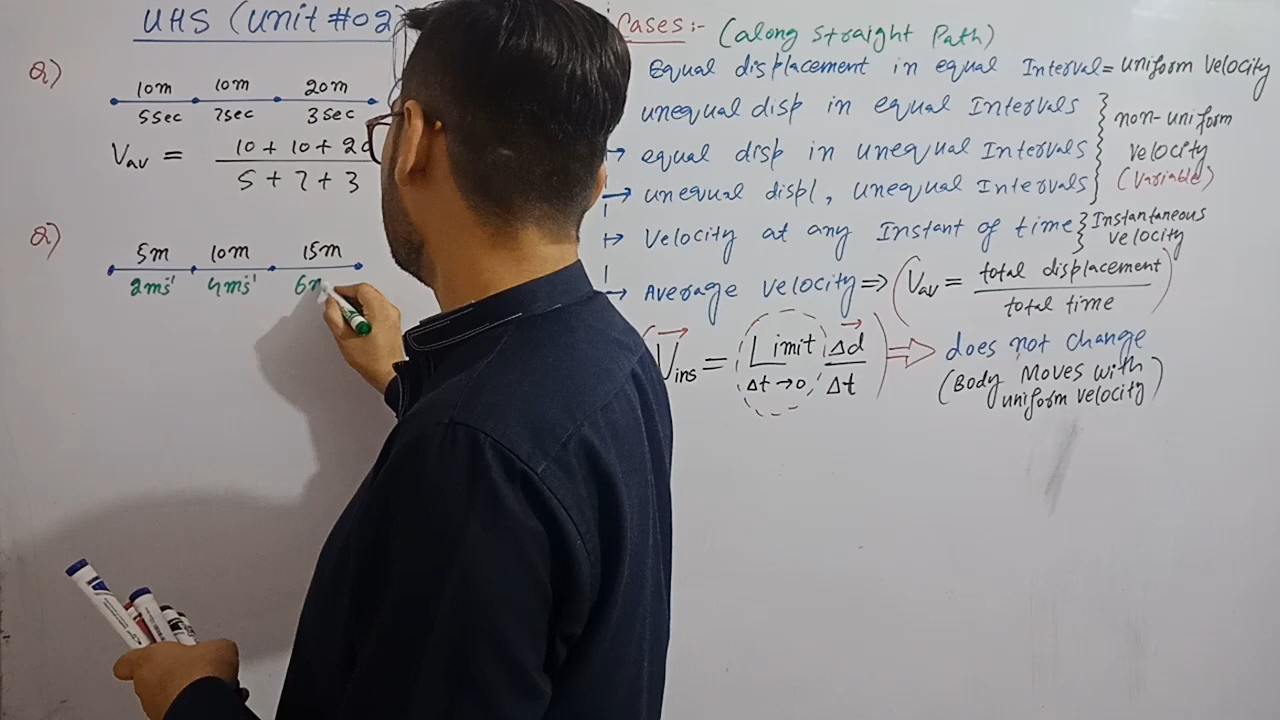 UHS (Unit #02)
Q)
10m 10m 20m
5sec 7sec 3sec
Vav = 10 + 10 + 20
5 + 7 + 3
Q)
5m 10m 15m
2ms' 4ms' 6m
Cases:- (along straight Path)
Equal displacement in equal Interval = uniform velocity
unequal disp in equal Intervals
→ equal disp in unequal Intervals
→ unequal displ, unequal Intervals
non-uniform
velocity
(variable)
→ Velocity at any Instant of time
Instantaneous
velocity
→ Average velocity ⇒ (Vav = total displacement
total time)
Vins = Limit Δd
Δt→0 Δt
⇒ does not change
(Body Moves with
uniform velocity)